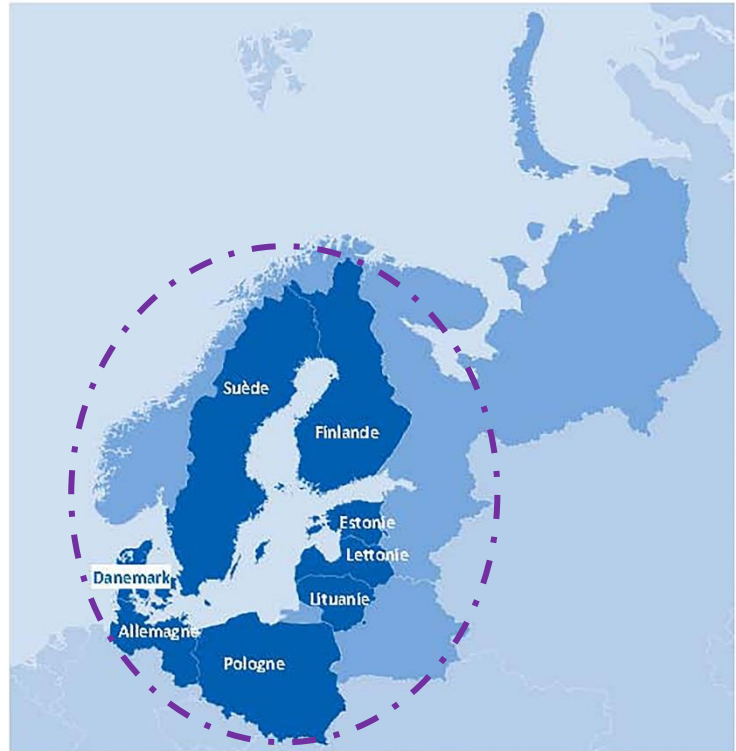 Suède
Finlande
Estonie
Lettonie
Danemark
Lituanie
Allemagne
Pologne